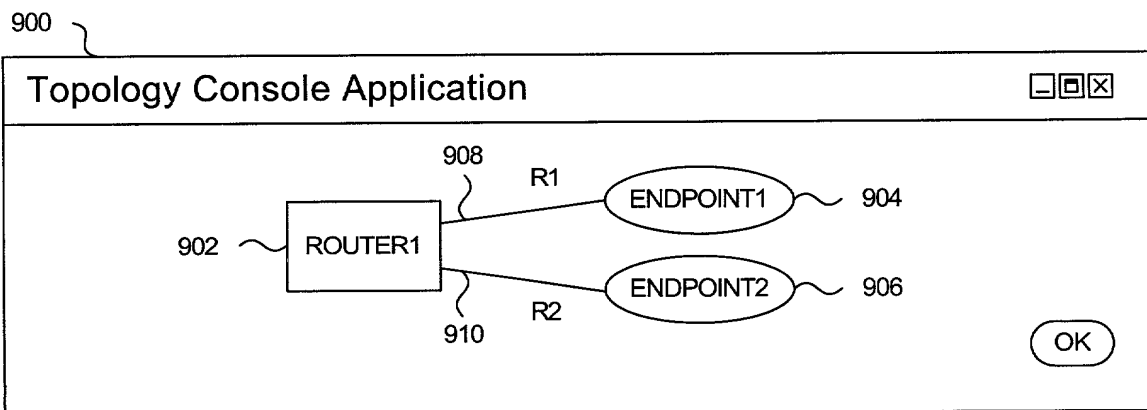 900
Topology Console Application
908
R1
ENDPOINT1
904
902
ROUTER1
ENDPOINT2
906
R2
910
OK